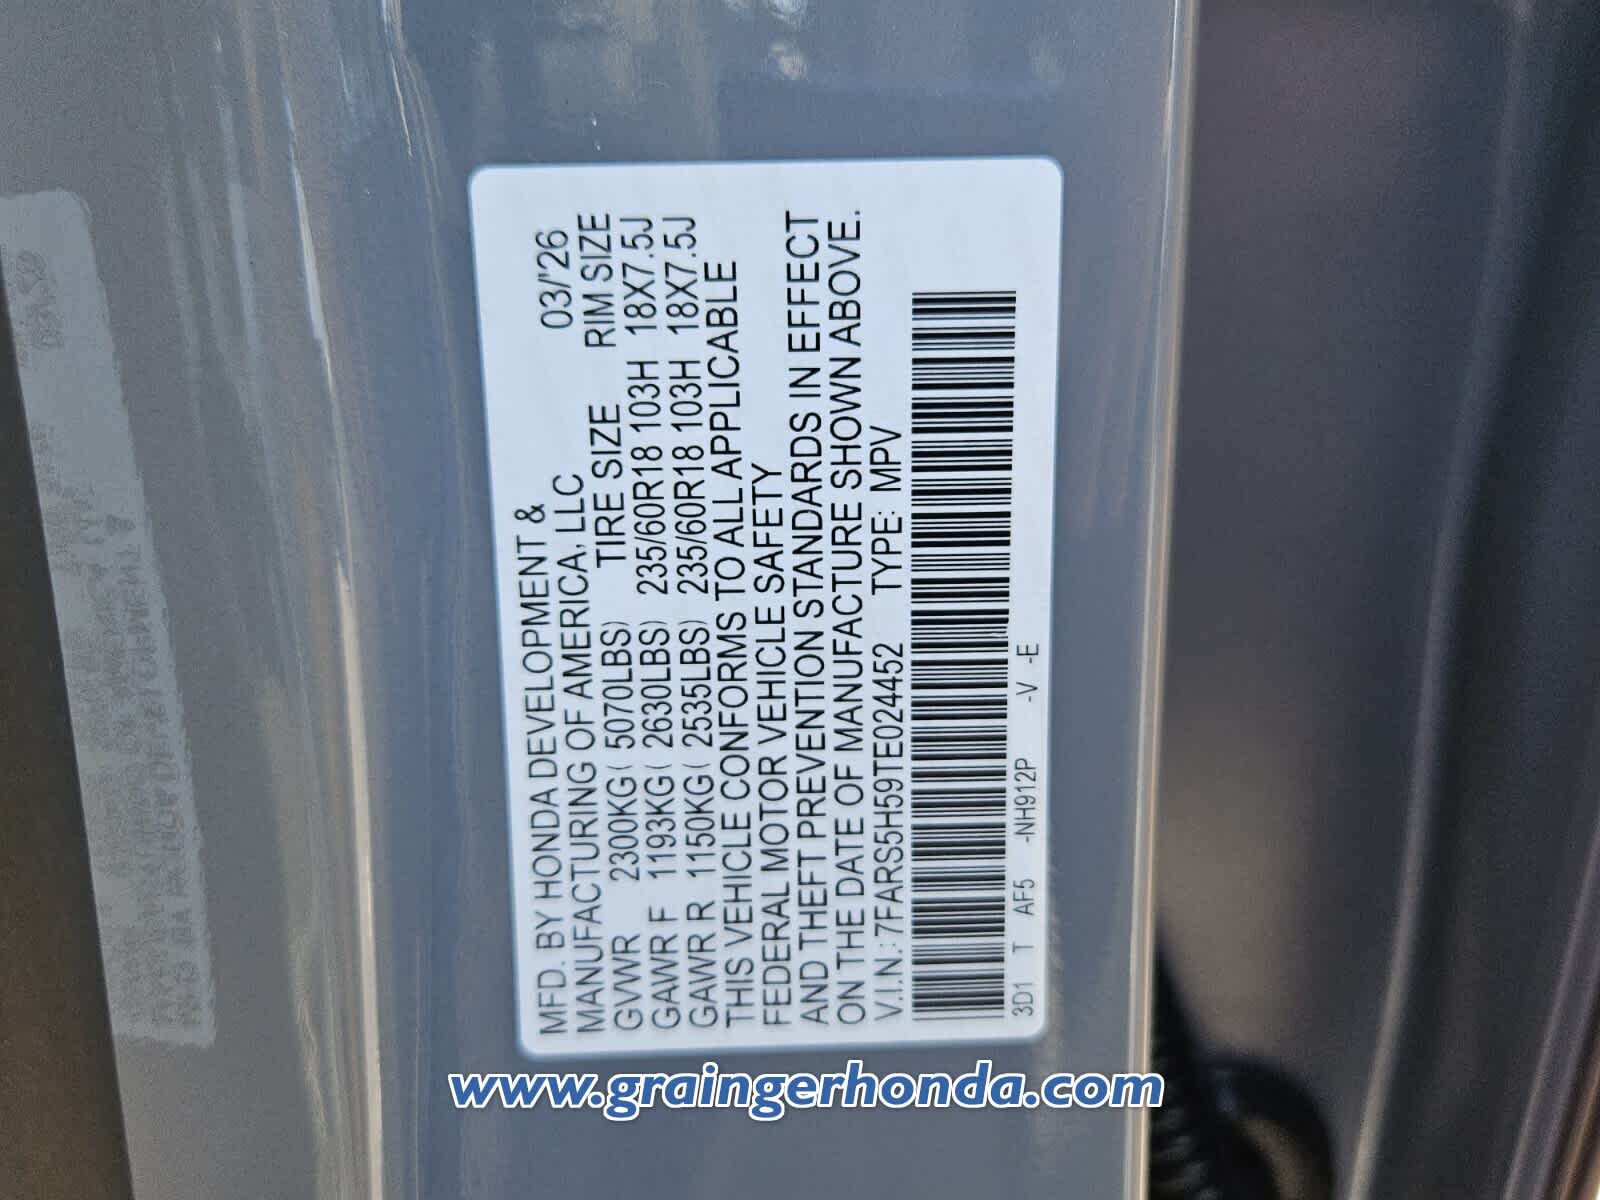 MFD. BY HONDA DEVELOPMENT &
MANUFACTURING OF AMERICA, LLC 03/'26
TIRE SIZE RIM SIZE
GVWR 2300KG( 5070LBS)
GAWR F 1193KG( 2630LBS) 235/60R18 103H 18X7.5J
GAWR R 1150KG( 2535LBS) 235/60R18 103H 18X7.5J
THIS VEHICLE CONFORMS TO ALL APPLICABLE
FEDERAL MOTOR VEHICLE SAFETY
AND THEFT PREVENTION STANDARDS IN EFFECT
ON THE DATE OF MANUFACTURE SHOWN ABOVE.
V.I.N.: 7FARS5H59TE024452 TYPE: MPV
3D1 T AF5 -NH912P -V -E
www.graingerhonda.com